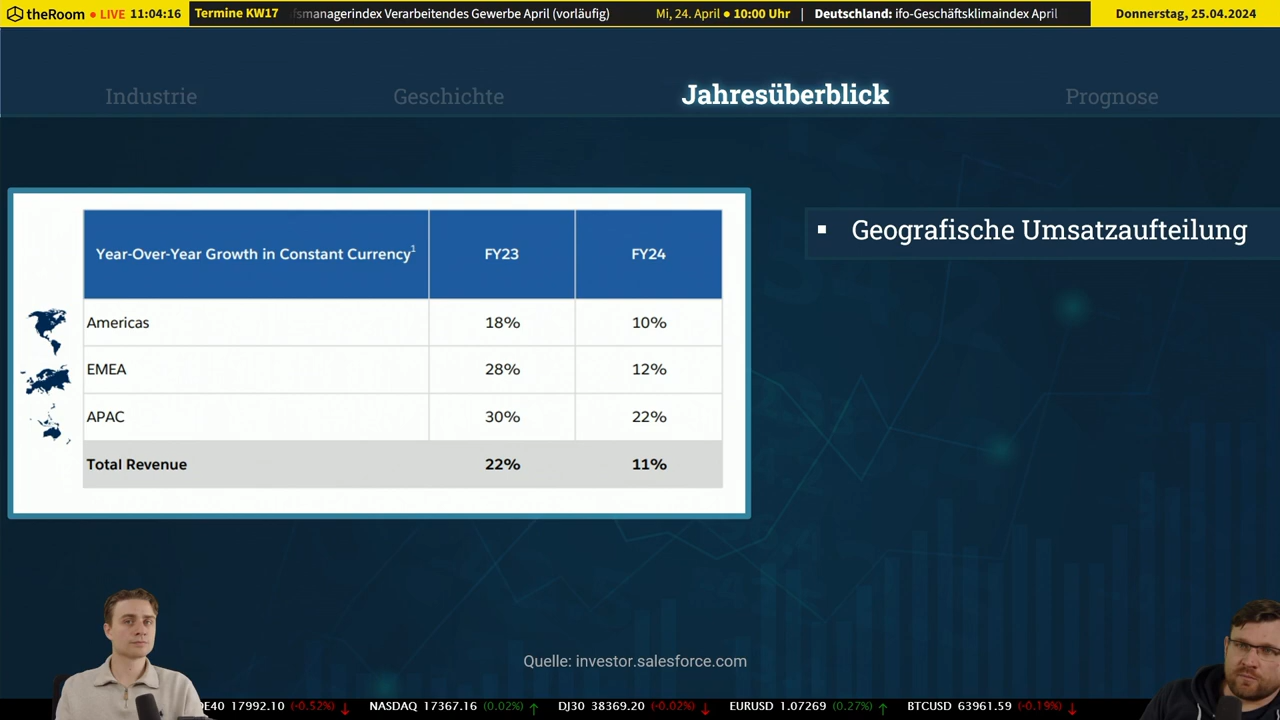 theRoom ● LIVE 11:04:16 Termine KW17 fsmanagerindex Verarbeitendes Gewerbe April (vorläufig) Mi, 24. April ● 10:00 Uhr | Deutschland: ifo-Geschäftsklimaindex April Donnerstag, 25.04.2024
Industrie Geschichte Jahresüberblick Prognose
Year-Over-Year Growth in Constant Currency1 FY23 FY24
Americas 18% 10%
EMEA 28% 12%
APAC 30% 22%
Total Revenue 22% 11%
▪ Geografische Umsatzaufteilung
Quelle: investor.salesforce.com
DE40 17992.10 (-0.52%) ↓ NASDAQ 17367.16 (0.02%) ↑ DJ30 38369.20 (-0.02%) ↓ EURUSD 1.07269 (0.27%) ↑ BTCUSD 63961.59 (-0.19%) ↓